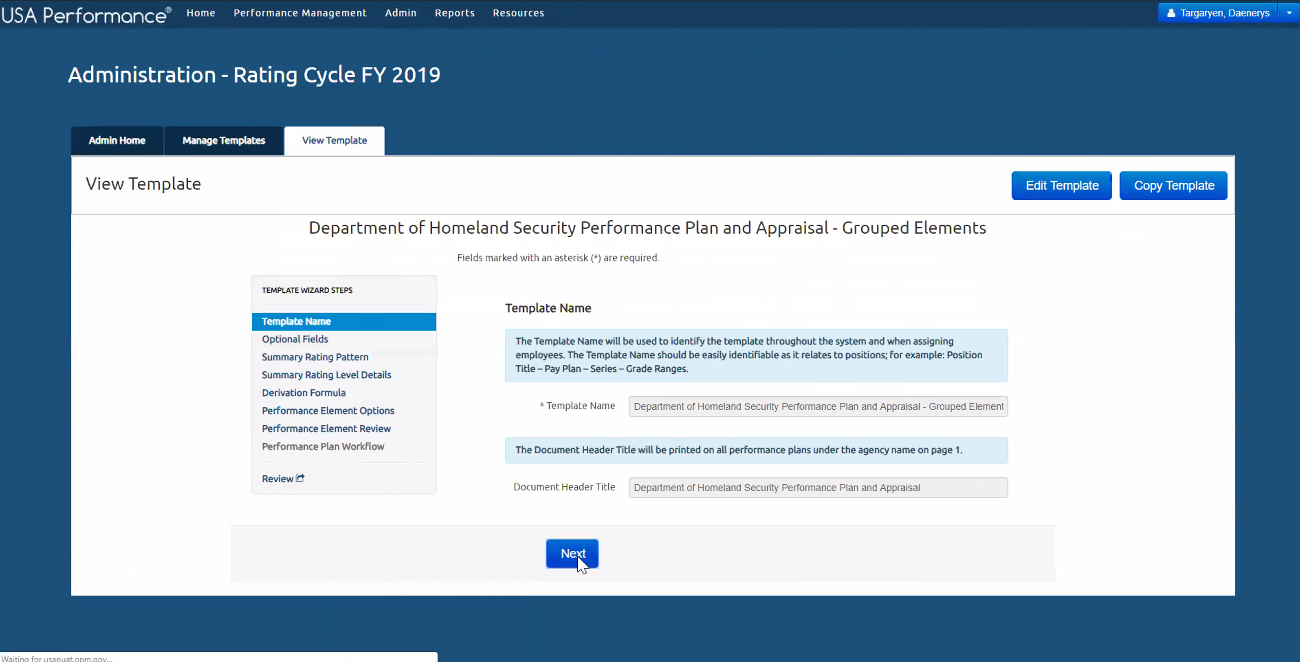 USA Performance® Home Performance Management Admin Reports Resources Targaryen, Daenerys
Administration - Rating Cycle FY 2019
Admin Home Manage Templates View Template
View Template Edit Template Copy Template
Department of Homeland Security Performance Plan and Appraisal - Grouped Elements
Fields marked with an asterisk (*) are required.
TEMPLATE WIZARD STEPS
Template Name
Optional Fields
Summary Rating Pattern
Summary Rating Level Details
Derivation Formula
Performance Element Options
Performance Element Review
Performance Plan Workflow
Review
Template Name
The Template Name will be used to identify the template throughout the system and when assigning
employees. The Template Name should be easily identifiable as it relates to positions; for example: Position
Title – Pay Plan – Series – Grade Ranges.
* Template Name Department of Homeland Security Performance Plan and Appraisal - Grouped Element
The Document Header Title will be printed on all performance plans under the agency name on page 1.
Document Header Title Department of Homeland Security Performance Plan and Appraisal
Next
Waiting for usapuat.opm.gov...